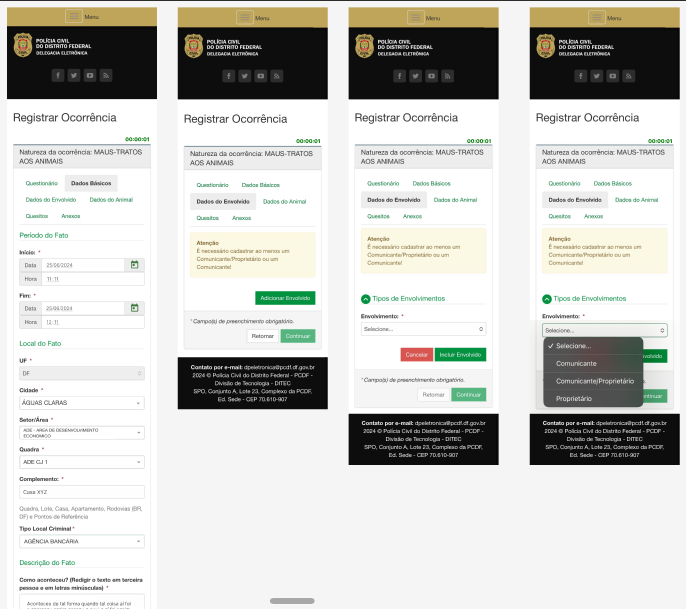 Menu
POLÍCIA CIVIL
DO DISTRITO FEDERAL
DELEGACIA ELETRÔNICA
Registrar Ocorrência
00:00:01
Natureza da ocorrência: MAUS-TRATOS
AOS ANIMAIS
Questionário
Dados Básicos
Dados do Envolvido
Dados do Animal
Quesitos
Anexos
Período do Fato
Início: *
Data
25/06/2024
Hora
11:11
Fim: *
Data
25/06/2024
Hora
12:11
Local do Fato
UF *
DF
Cidade *
ÁGUAS CLARAS
Setor/Área *
ADE - AREA DE DESENVOLVIMENTO
ECONOMICO
Quadra *
ADE CJ 1
Complemento: *
Casa XYZ
Quadra, Lote, Casa, Apartamento, Rodovias (BR,
DF) e Pontos de Referência
Tipo Local Criminal *
AGÊNCIA BANCÁRIA
Descrição do Fato
Como aconteceu? (Redigir o texto em terceira
pessoa e em letras minúsculas) *
Aconteceu de tal forma quando tal coisa aí foi
Menu
POLÍCIA CIVIL
DO DISTRITO FEDERAL
DELEGACIA ELETRÔNICA
Registrar Ocorrência
00:00:01
Natureza da ocorrência: MAUS-TRATOS
AOS ANIMAIS
Questionário
Dados Básicos
Dados do Envolvido
Dados do Animal
Quesitos
Anexos
Atenção
É necessário cadastrar ao menos um
Comunicante/Proprietário ou um
Comunicante!
Adicionar Envolvido
* Campo(s) de preenchimento obrigatório.
Retornar
Continuar
Contato por e-mail: dpeletronica@pcdf.df.gov.br
2024 © Polícia Civil do Distrito Federal - PCDF -
Divisão de Tecnologia - DITEC
SPO, Conjunto A, Lote 23, Complexo da PCDF,
Ed. Sede - CEP 70.610-907
Menu
POLÍCIA CIVIL
DO DISTRITO FEDERAL
DELEGACIA ELETRÔNICA
Registrar Ocorrência
00:00:01
Natureza da ocorrência: MAUS-TRATOS
AOS ANIMAIS
Questionário
Dados Básicos
Dados do Envolvido
Dados do Animal
Quesitos
Anexos
Atenção
É necessário cadastrar ao menos um
Comunicante/Proprietário ou um
Comunicante!
Tipos de Envolvimentos
Envolvimento: *
Selecione...
Cancelar
Incluir Envolvido
* Campo(s) de preenchimento obrigatório.
Retornar
Continuar
Contato por e-mail: dpeletronica@pcdf.df.gov.br
2024 © Polícia Civil do Distrito Federal - PCDF -
Divisão de Tecnologia - DITEC
SPO, Conjunto A, Lote 23, Complexo da PCDF,
Ed. Sede - CEP 70.610-907
Menu
POLÍCIA CIVIL
DO DISTRITO FEDERAL
DELEGACIA ELETRÔNICA
Registrar Ocorrência
00:00:01
Natureza da ocorrência: MAUS-TRATOS
AOS ANIMAIS
Questionário
Dados Básicos
Dados do Envolvido
Dados do Animal
Quesitos
Anexos
Atenção
É necessário cadastrar ao menos um
Comunicante/Proprietário ou um
Comunicante!
Tipos de Envolvimentos
Envolvimento: *
Selecione...
✓ Selecione...
Comunicante
Comunicante/Proprietário
Proprietário
Contato por e-mail: dpeletronica@pcdf.df.gov.br
2024 © Polícia Civil do Distrito Federal - PCDF -
Divisão de Tecnologia - DITEC
SPO, Conjunto A, Lote 23, Complexo da PCDF,
Ed. Sede - CEP 70.610-907